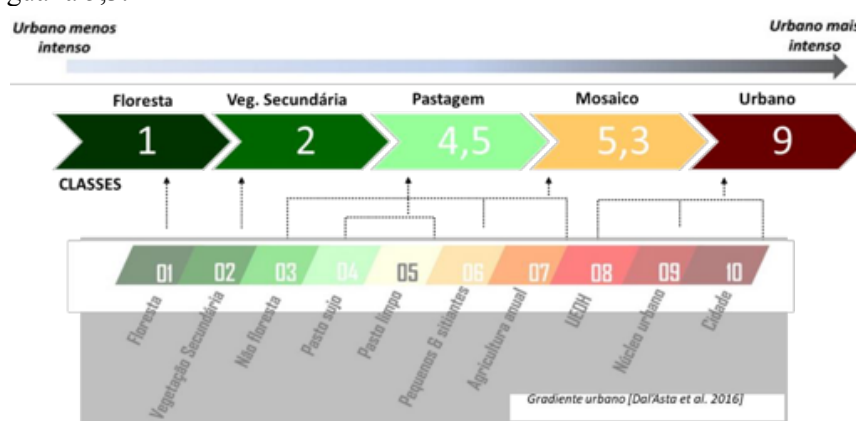 Urbano menos
intenso
Urbano mais
intenso
Floresta
Veg. Secundária
Pastagem
Mosaico
Urbano
1
2
4,5
5,3
9
CLASSES
01
02
03
04
05
06
07
08
09
10
Floresta
Vegetação Secundária
Não floresta
Pasto sujo
Pasto limpo
Pequenos & sitiantes
Agricultura anual
UEDH
Núcleo urbano
Cidade
Gradiente urbano [Dal'Asta et al. 2016]